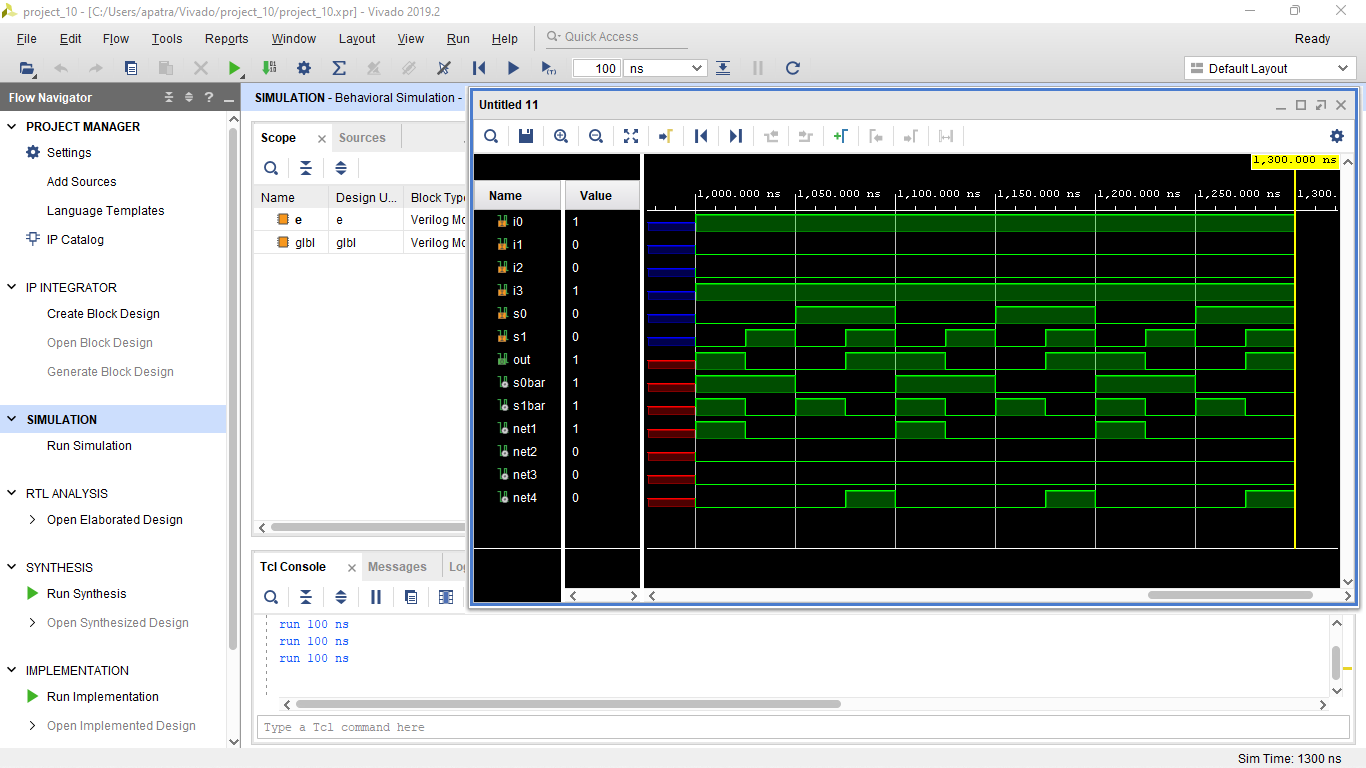 project_10 - [C:/Users/apatra/Vivado/project_10/project_10.xpr] - Vivado 2019.2
File Edit Flow Tools Reports Window Layout View Run Help Quick Access Ready
100 ns Default Layout
Flow Navigator
PROJECT MANAGER
Settings
Add Sources
Language Templates
IP Catalog
IP INTEGRATOR
Create Block Design
Open Block Design
Generate Block Design
SIMULATION
Run Simulation
RTL ANALYSIS
Open Elaborated Design
SYNTHESIS
Run Synthesis
Open Synthesized Design
IMPLEMENTATION
Run Implementation
Open Implemented Design
SIMULATION - Behavioral Simulation -
Scope Sources
Name Design U... Block Type
e e Verilog Mo
glbl glbl Verilog Mo
Untitled 11
1,300.000 ns
Name Value 1,000.000 ns 1,050.000 ns 1,100.000 ns 1,150.000 ns 1,200.000 ns 1,250.000 ns 1,300.
i0 1
i1 0
i2 0
i3 1
s0 0
s1 0
out 1
s0bar 1
s1bar 1
net1 1
net2 0
net3 0
net4 0
Tcl Console Messages Log
run 100 ns
run 100 ns
run 100 ns
Type a Tcl command here
Sim Time: 1300 ns